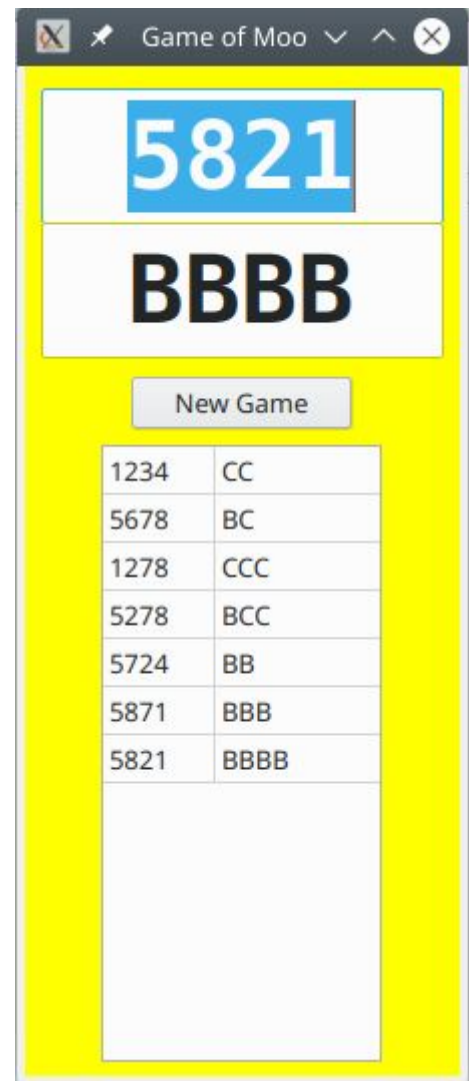 Game of Moo
5821
BBBB
New Game
1234 CC
5678 BC
1278 CCC
5278 BCC
5724 BB
5871 BBB
5821 BBBB